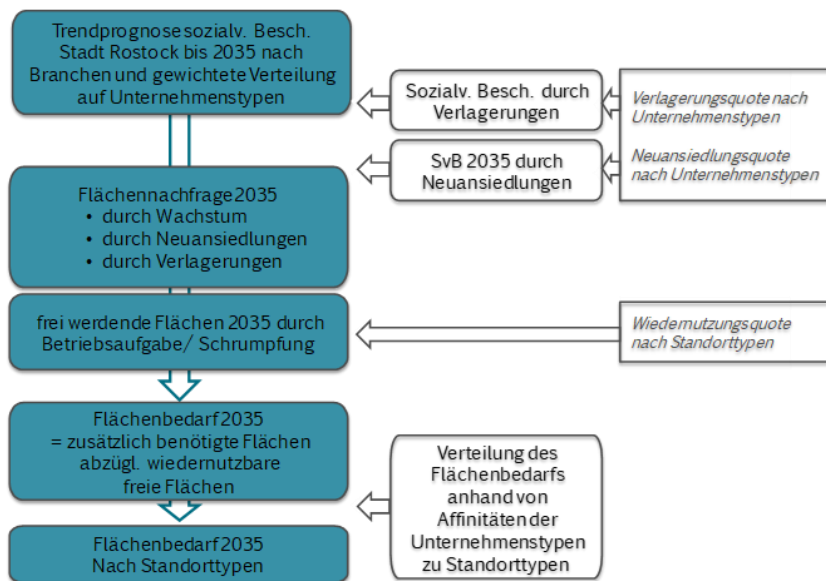 Trendprognose sozialv. Besch.
Stadt Rostock bis 2035 nach
Branchen und gewichtete Verteilung
auf Unternehmenstypen
Sozialv. Besch. durch
Verlagerungen
Verlagerungsquote nach
Unternehmenstypen
SvB 2035 durch
Neuansiedlungen
Neuansiedlungsquote
nach Unternehmenstypen
Flächennachfrage 2035
• durch Wachstum
• durch Neuansiedlungen
• durch Verlagerungen
frei werdende Flächen 2035 durch
Betriebsaufgabe/ Schrumpfung
Wiedernutzungsquote
nach Standorttypen
Flächenbedarf 2035
= zusätzlich benötigte Flächen
abzügl. wiedernutzbare
freie Flächen
Verteilung des
Flächenbedarfs
anhand von
Affinitäten der
Unternehmenstypen
zu Standorttypen
Flächenbedarf 2035
Nach Standorttypen